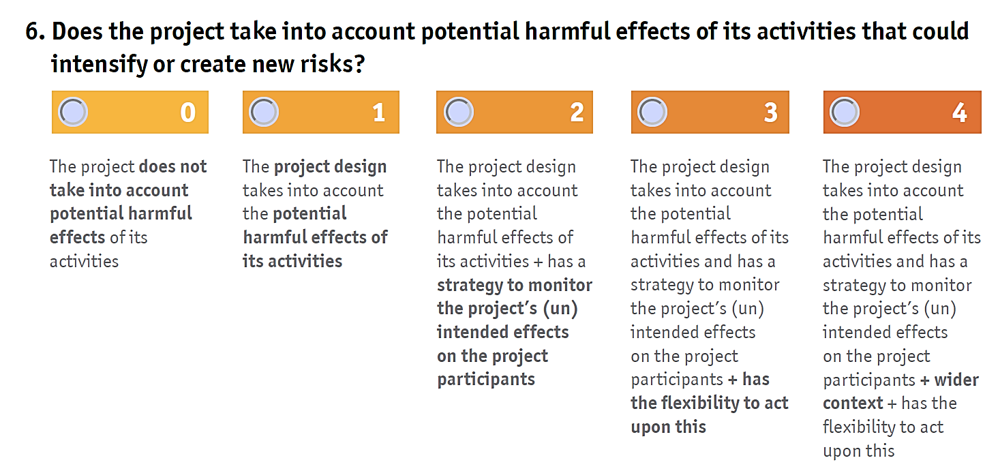 6. Does the project take into account potential harmful effects of its activities that could
intensify or create new risks?
0
The project does not
take into account
potential harmful
effects of its
activities
1
The project design
takes into account
the potential
harmful effects of
its activities
2
The project design
takes into account
the potential
harmful effects of
its activities + has a
strategy to monitor
the project's (un)
intended effects
on the project
participants
3
The project design
takes into account
the potential
harmful effects of its
activities and has a
strategy to monitor
the project's (un)
intended effects
on the project
participants + has
the flexibility to act
upon this
4
The project design
takes into account
the potential
harmful effects of its
activities and has a
strategy to monitor
the project's (un)
intended effects
on the project
participants + wider
context + has the
flexibility to act
upon this